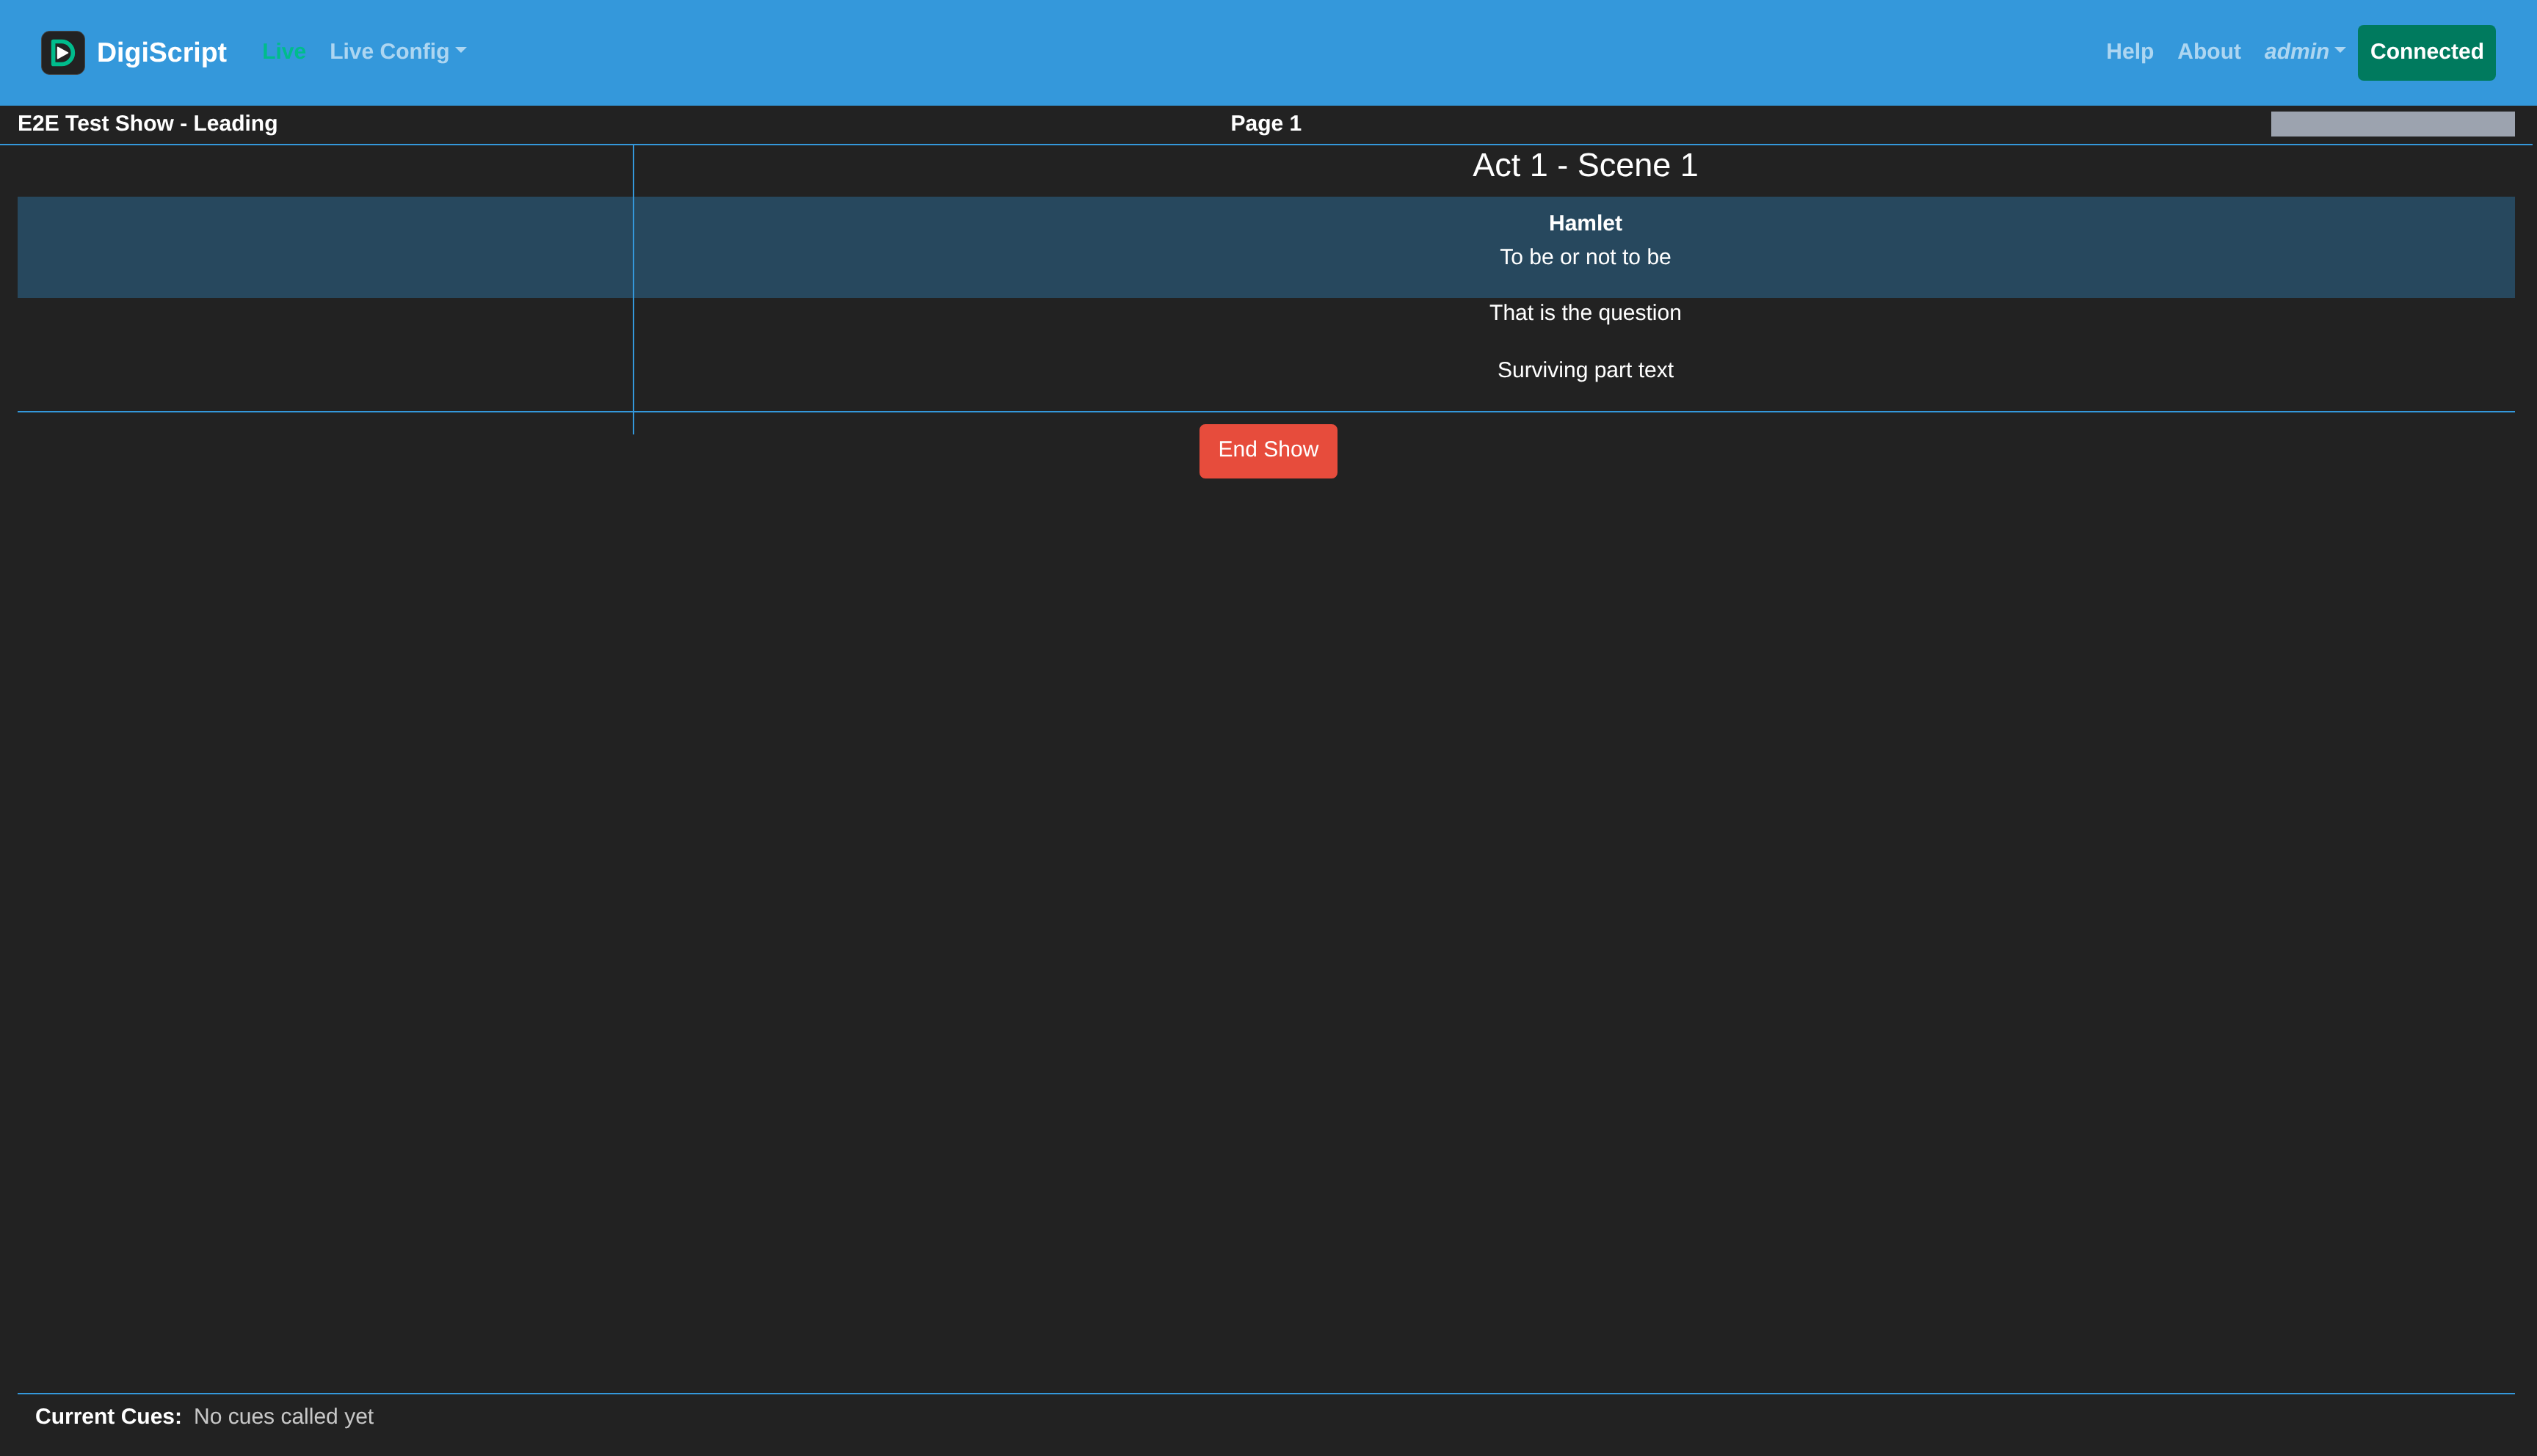 DigiScript Live Live Config Help About admin Connected
E2E Test Show - Leading Page 1
Act 1 - Scene 1
Hamlet
To be or not to be
That is the question
Surviving part text
End Show
Current Cues: No cues called yet